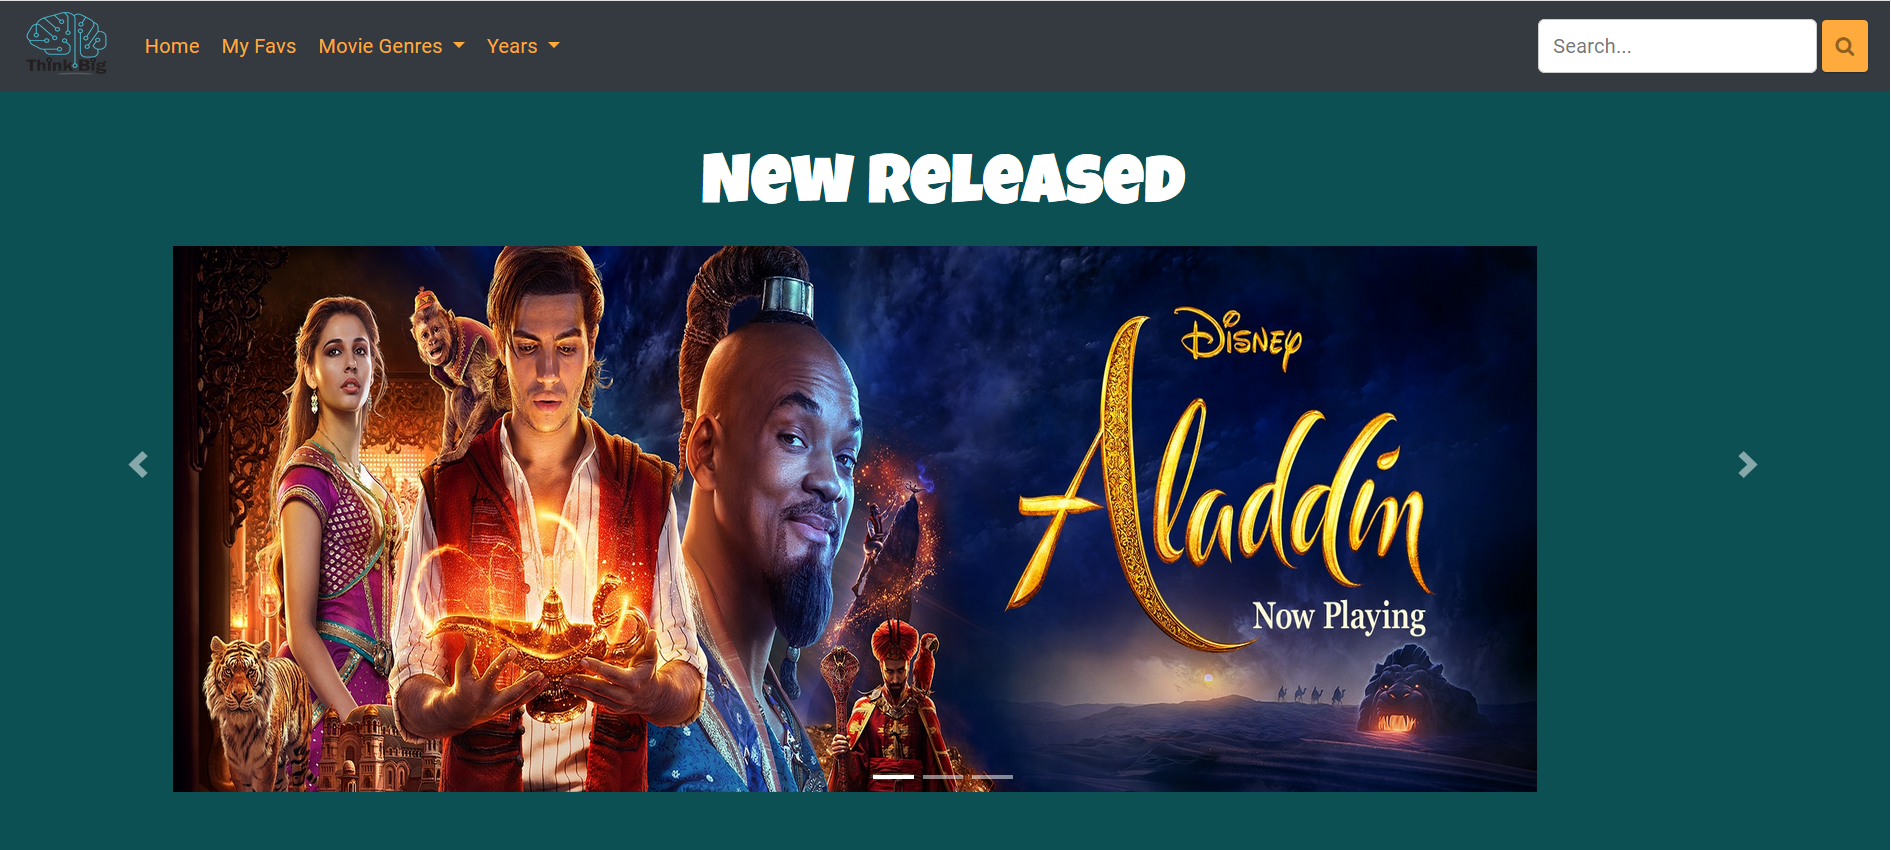 Think Big
Home My Favs Movie Genres Years Search...
New Released
Disney
Aladdin
Now Playing